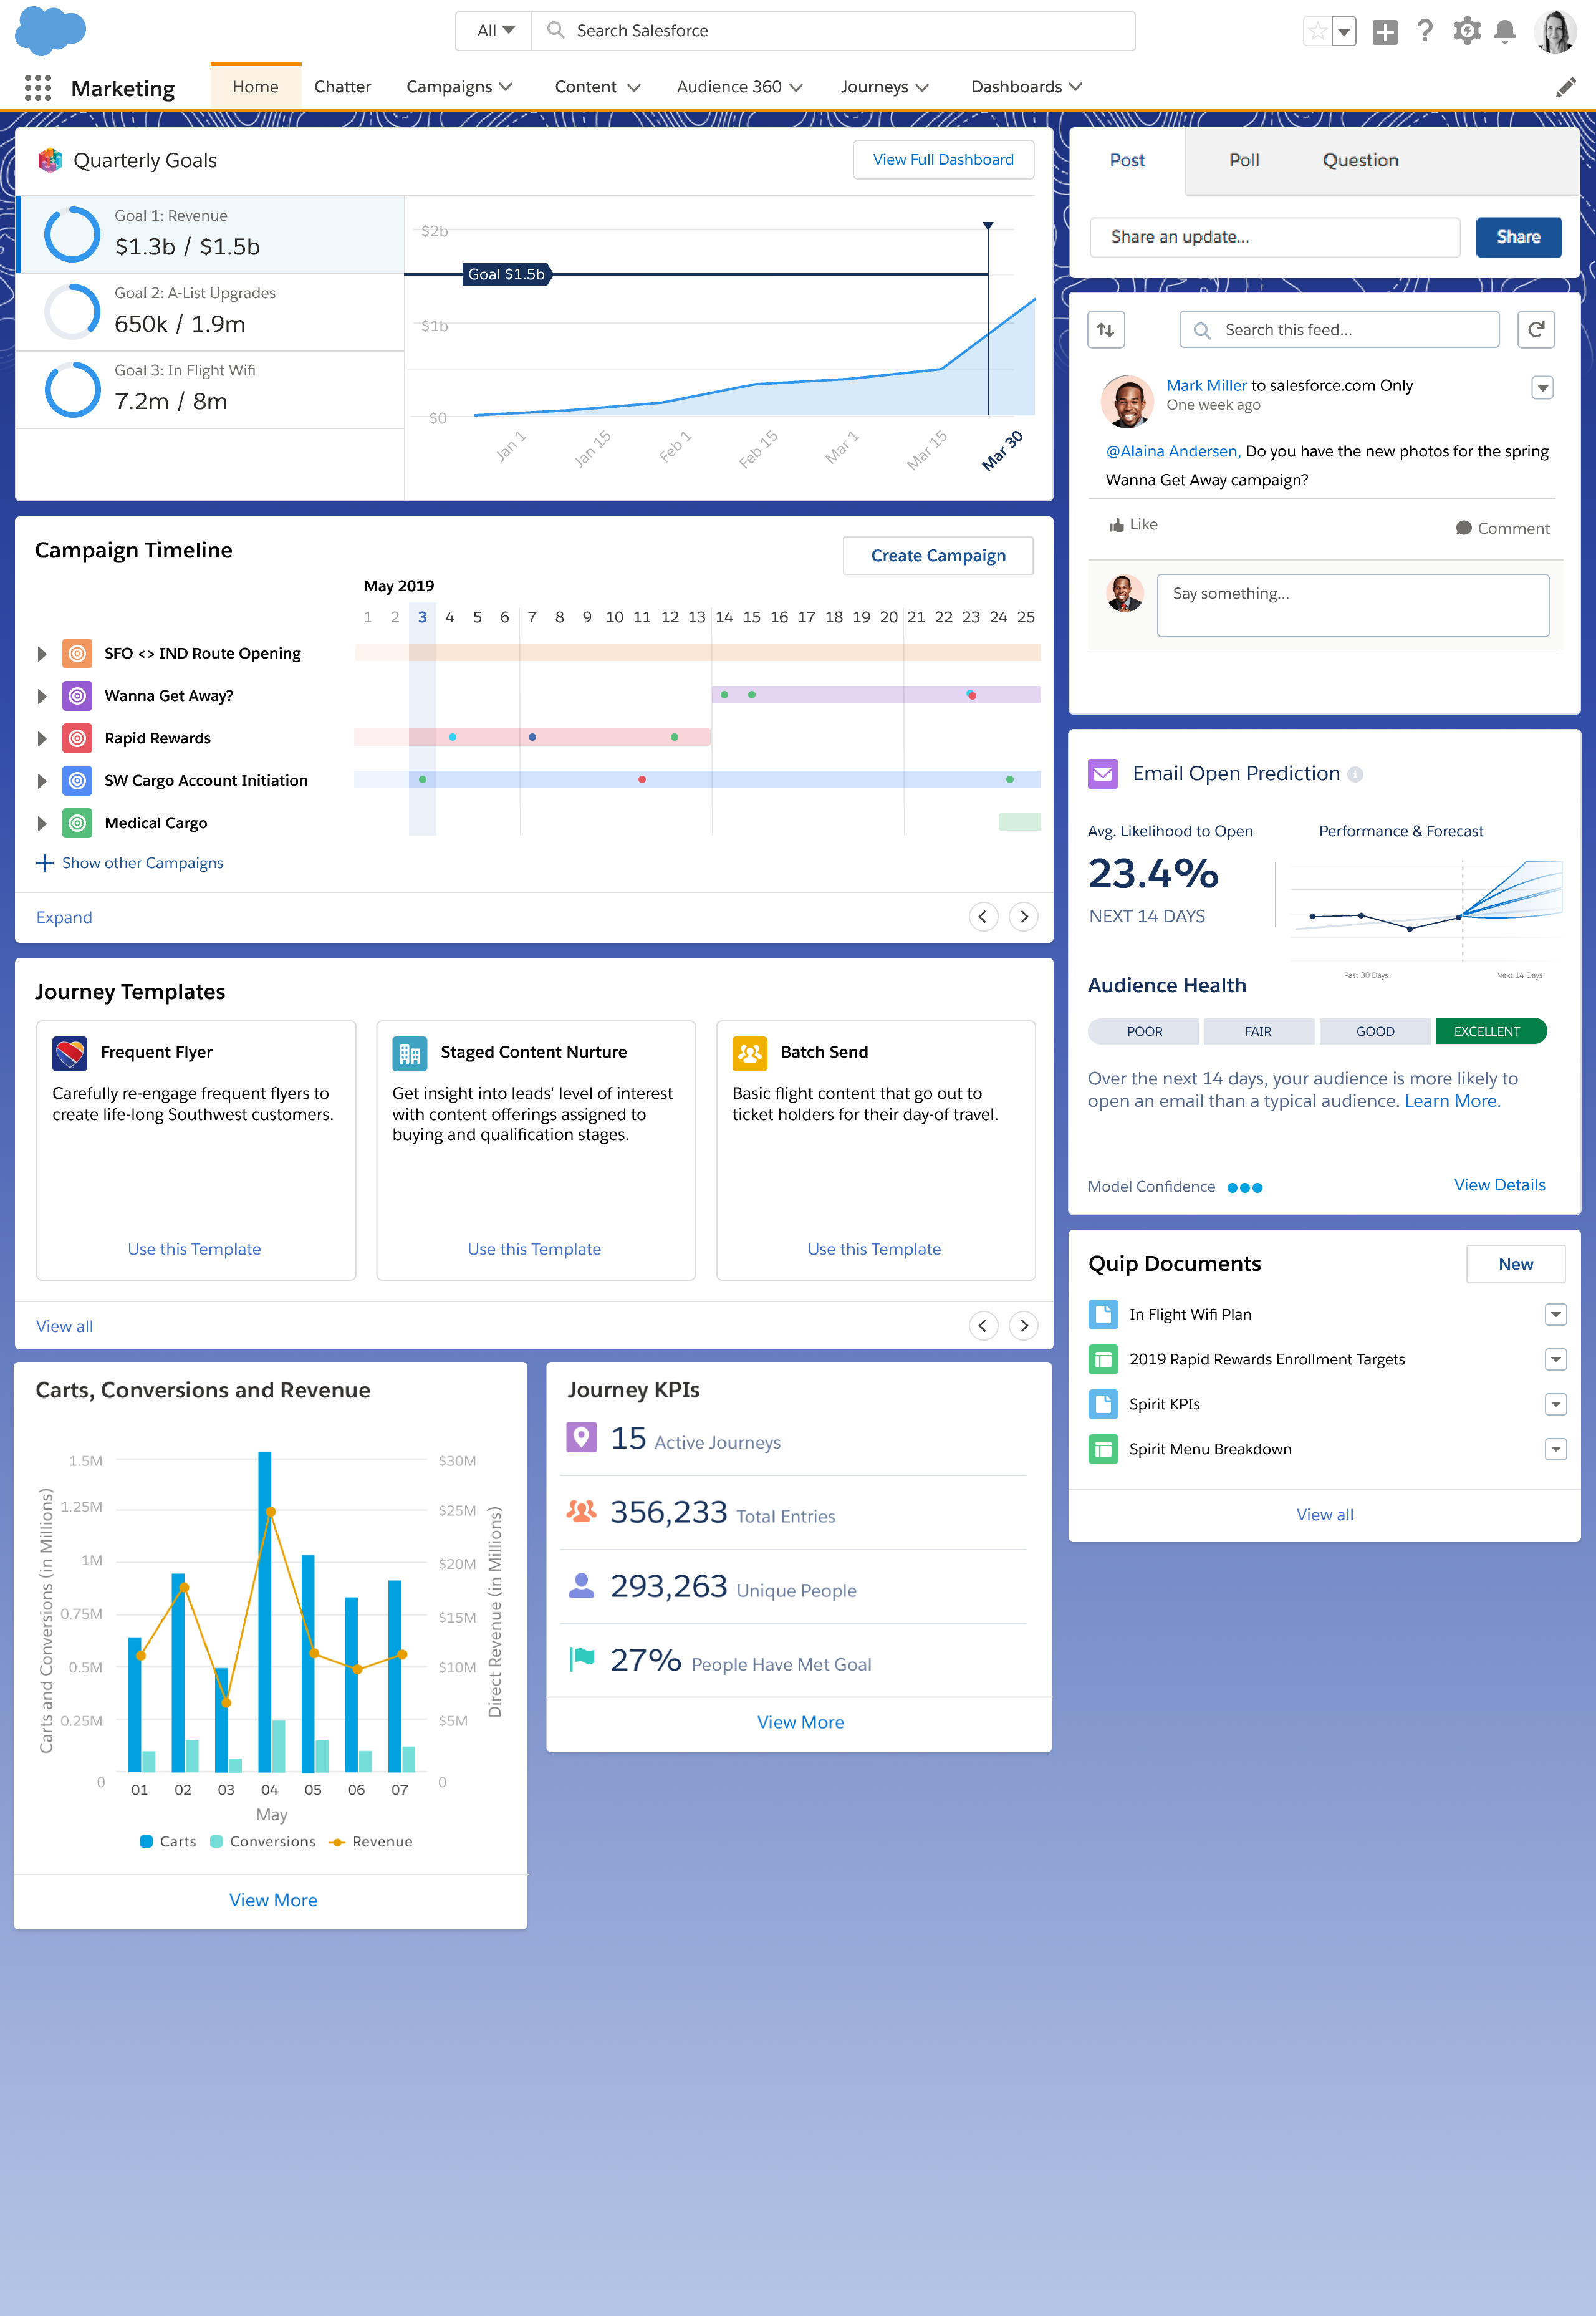 All
Search Salesforce
Marketing
Home
Chatter
Campaigns
Content
Audience 360
Journeys
Dashboards
Quarterly Goals
View Full Dashboard
Goal 1: Revenue
$1.3b / $1.5b
Goal 2: A-List Upgrades
650k / 1.9m
Goal 3: In Flight Wifi
7.2m / 8m
$2b
Goal $1.5b
$1b
$0
Jan 1
Jan 15
Feb 1
Feb 15
Mar 1
Mar 15
Mar 30
Post
Poll
Question
Share an update...
Share
Search this feed...
Mark Miller to salesforce.com Only
One week ago
@Alaina Andersen, Do you have the new photos for the spring
Wanna Get Away campaign?
Like
Comment
Say something...
Campaign Timeline
Create Campaign
May 2019
1 2 3 4 5 6 7 8 9 10 11 12 13 14 15 16 17 18 19 20 21 22 23 24 25
SFO <> IND Route Opening
Wanna Get Away?
Rapid Rewards
SW Cargo Account Initiation
Medical Cargo
Show other Campaigns
Expand
Email Open Prediction
Avg. Likelihood to Open
23.4%
NEXT 14 DAYS
Performance & Forecast
Past 30 Days
Next 14 Days
Audience Health
POOR
FAIR
GOOD
EXCELLENT
Over the next 14 days, your audience is more likely to
open an email than a typical audience. Learn More.
Model Confidence
View Details
Journey Templates
Frequent Flyer
Carefully re-engage frequent flyers to
create life-long Southwest customers.
Use this Template
Staged Content Nurture
Get insight into leads' level of interest
with content offerings assigned to
buying and qualification stages.
Use this Template
Batch Send
Basic flight content that go out to
ticket holders for their day-of travel.
Use this Template
View all
Quip Documents
New
In Flight Wifi Plan
2019 Rapid Rewards Enrollment Targets
Spirit KPIs
Spirit Menu Breakdown
View all
Carts, Conversions and Revenue
Carts and Conversions (in Millions)
1.5M
1.25M
1M
0.75M
0.5M
0.25M
0
$30M
$25M
$20M
$15M
$10M
$5M
0
Direct Revenue (in Millions)
01 02 03 04 05 06 07
May
Carts
Conversions
Revenue
View More
Journey KPIs
15 Active Journeys
356,233 Total Entries
293,263 Unique People
27% People Have Met Goal
View More